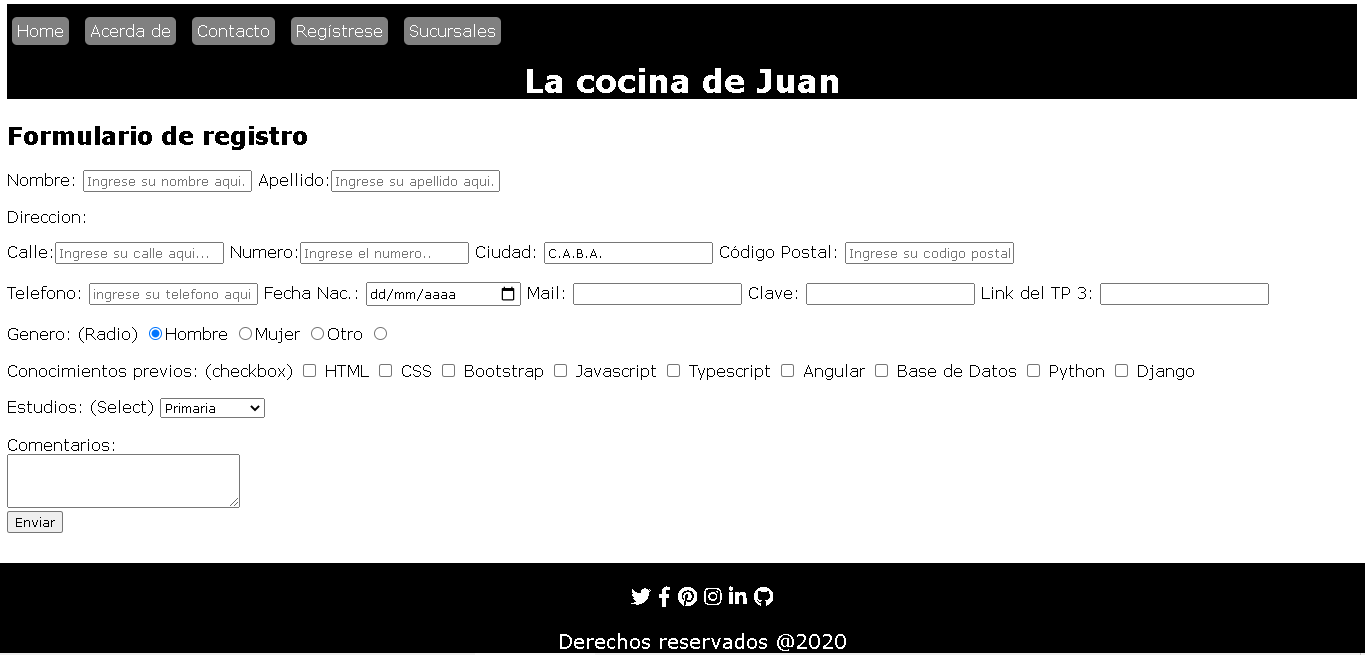 Home Acerda de Contacto Regístrese Sucursales
La cocina de Juan
Formulario de registro
Nombre: Ingrese su nombre aqui. Apellido: Ingrese su apellido aqui.
Direccion:
Calle: Ingrese su calle aqui... Numero: Ingrese el numero.. Ciudad: C.A.B.A. Código Postal: Ingrese su codigo postal
Telefono: ingrese su telefono aqui Fecha Nac.: dd/mm/aaaa Mail: Clave: Link del TP 3:
Genero: (Radio) Hombre Mujer Otro
Conocimientos previos: (checkbox) HTML CSS Bootstrap Javascript Typescript Angular Base de Datos Python Django
Estudios: (Select) Primaria
Comentarios:
Enviar
Derechos reservados @2020